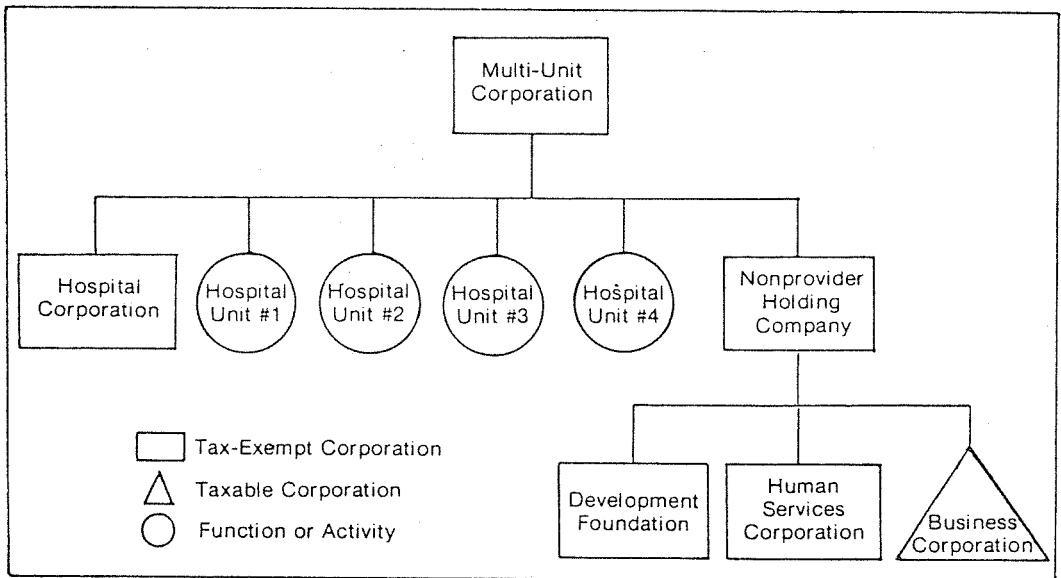 Multi-Unit
Corporation
Hospital
Corporation
Hospital
Unit #1
Hospital
Unit #2
Hospital
Unit #3
Hospital
Unit #4
Nonprovider
Holding
Company
Tax-Exempt Corporation
Taxable Corporation
Function or Activity
Development
Foundation
Human
Services
Corporation
Business
Corporation